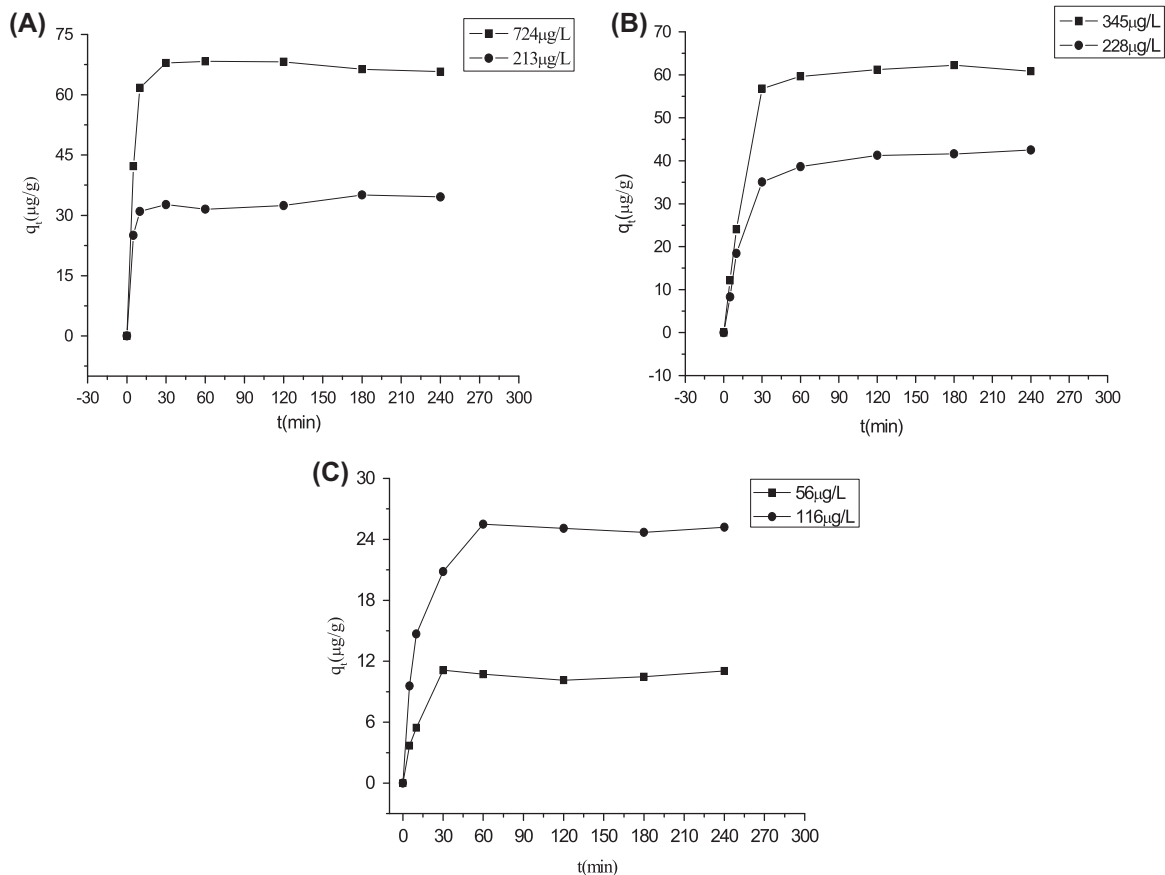 (A)
724μg/L
213μg/L
75
60
45
30
15
0
qt(μg/g)
-30 0 30 60 90 120 150 180 210 240 270 300
t(min)
(B)
345μg/L
228μg/L
70
60
50
40
30
20
10
0
-10
qt(μg/g)
-30 0 30 60 90 120 150 180 210 240 270 300
t(min)
(C)
56μg/L
116μg/L
30
24
18
12
6
0
qt(μg/g)
0 30 60 90 120 150 180 210 240 270 300
t(min)